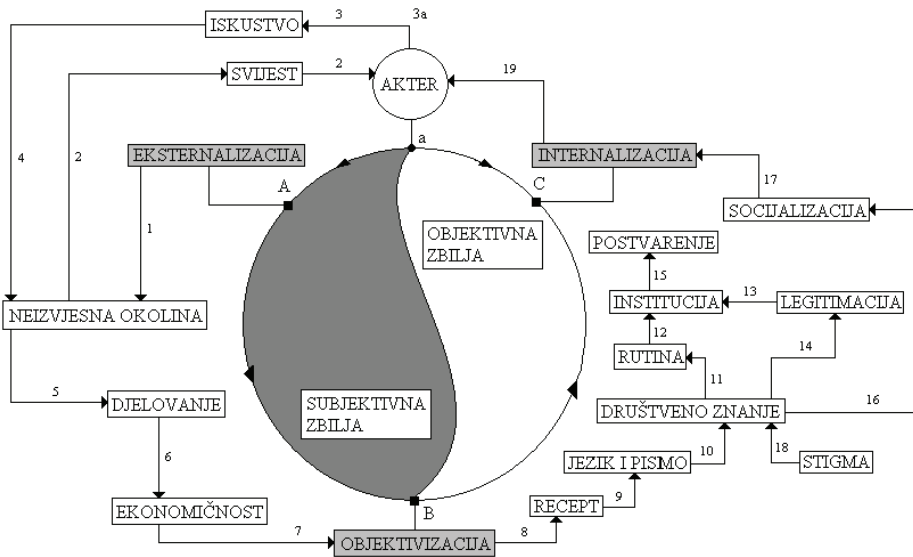 3
3a
ISKUSTVO
SVIJEST
2
AKTER
19
4
2
a
EKSTERNALIZACIJA
INTERNALIZACIJA
A
C
17
1
SOCIJALIZACIJA
OBJEKTIVNA
ZBILJA
POSTVARENJE
15
NEIZVJESNA OKOLINA
INSTITUCIJA
13
LEGITIMACIJA
12
14
RUTINA
5
11
DJELOVANJE
SUBJEKTIVNA
ZBILJA
DRUŠTVENO ZNANJE
16
6
10
18
JEZIK I PISMO
STIGMA
EKONOMIČNOST
B
RECEPT
9
7
OBJEKTIVIZACIJA
8